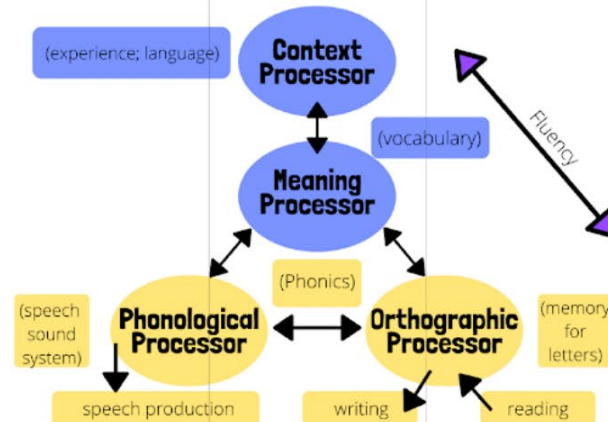 Context
Processor
(experience; language)
(vocabulary)
Fluency
Meaning
Processor
(Phonics)
(speech
sound
system)
Phonological
Processor
Orthographic
Processor
(memory
for
letters)
speech production
writing
reading